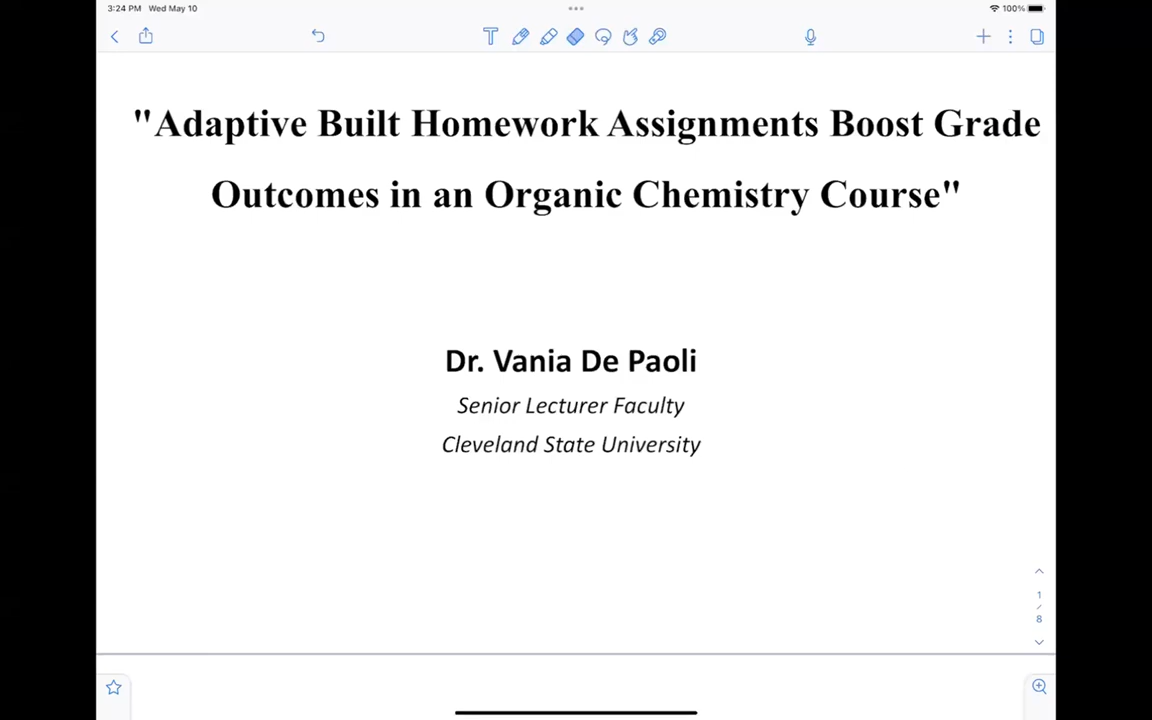 3:24 PM Wed May 10
100%
"Adaptive Built Homework Assignments Boost Grade
Outcomes in an Organic Chemistry Course"
Dr. Vania De Paoli
Senior Lecturer Faculty
Cleveland State University
1
/
8